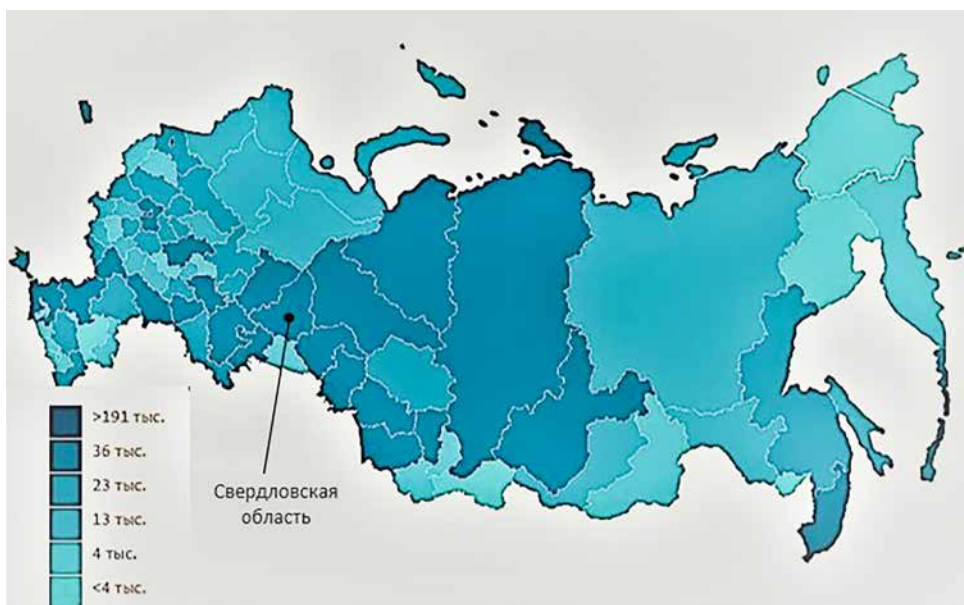 >191 тыс.
36 тыс.
23 тыс.
13 тыс.
4 тыс.
<4 тыс.
Свердловская
область